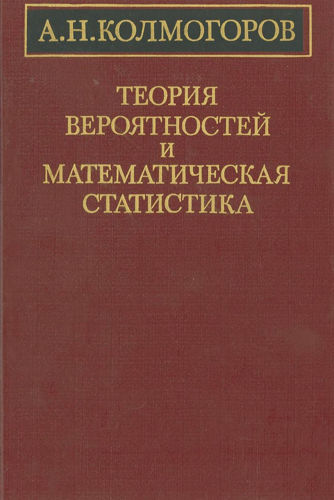 А.Н.КОЛМОГОРОВ
ТЕОРИЯ
ВЕРОЯТНОСТЕЙ
И
МАТЕМАТИЧЕСКАЯ
СТАТИСТИКА